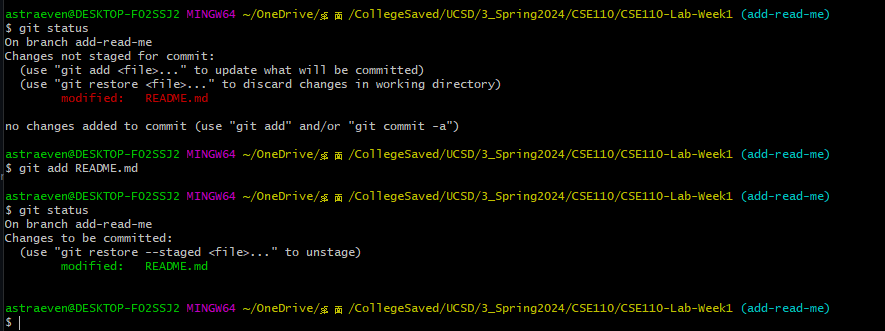 astraeven@DESKTOP-FO2SSJ2 MINGW64 ~/OneDrive/桌面/CollegeSaved/UCSD/3_Spring2024/CSE110/CSE110-Lab-Week1 (add-read-me)
$ git status
On branch add-read-me
Changes not staged for commit:
  (use "git add <file>..." to update what will be committed)
  (use "git restore <file>..." to discard changes in working directory)
        modified:   README.md

no changes added to commit (use "git add" and/or "git commit -a")

astraeven@DESKTOP-FO2SSJ2 MINGW64 ~/OneDrive/桌面/CollegeSaved/UCSD/3_Spring2024/CSE110/CSE110-Lab-Week1 (add-read-me)
$ git add README.md

astraeven@DESKTOP-FO2SSJ2 MINGW64 ~/OneDrive/桌面/CollegeSaved/UCSD/3_Spring2024/CSE110/CSE110-Lab-Week1 (add-read-me)
$ git status
On branch add-read-me
Changes to be committed:
  (use "git restore --staged <file>..." to unstage)
        modified:   README.md

astraeven@DESKTOP-FO2SSJ2 MINGW64 ~/OneDrive/桌面/CollegeSaved/UCSD/3_Spring2024/CSE110/CSE110-Lab-Week1 (add-read-me)
$